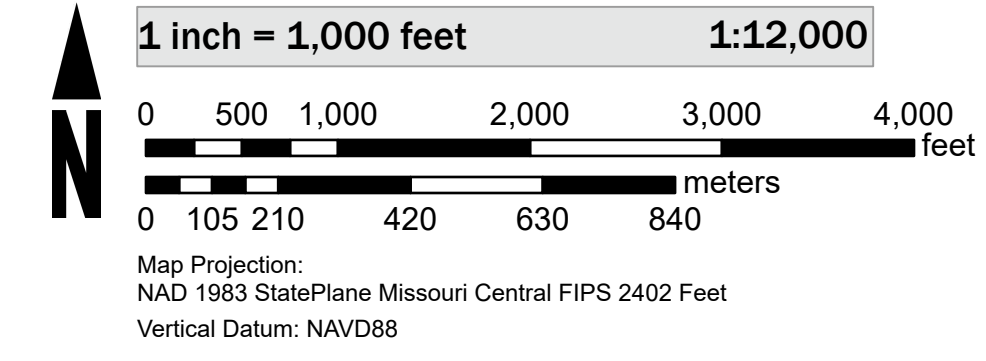 N
1 inch = 1,000 feet 1:12,000
0 500 1,000 2,000 3,000 4,000
feet
meters
0 105 210 420 630 840
Map Projection:
NAD 1983 StatePlane Missouri Central FIPS 2402 Feet
Vertical Datum: NAVD88